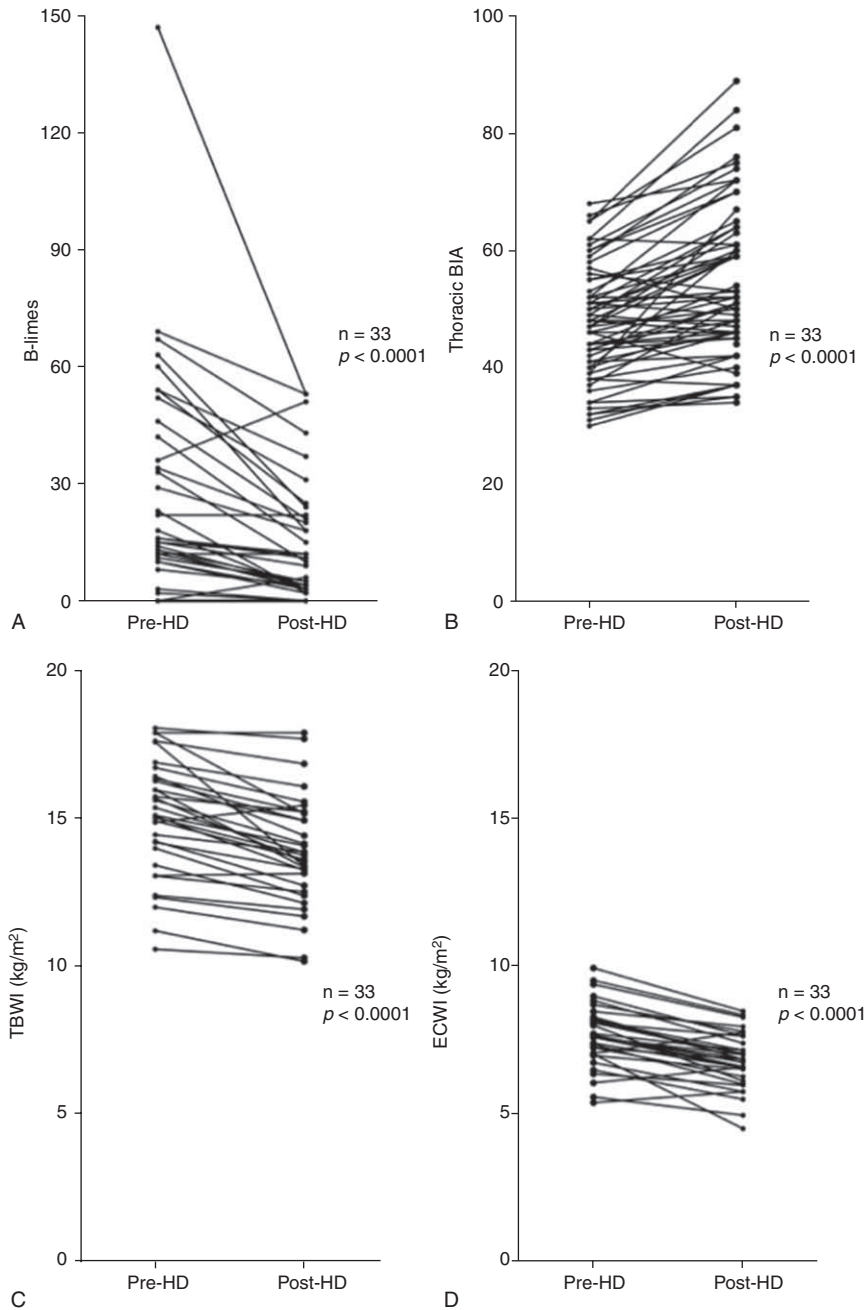 150
120
90
60
30
0
B-limes
n = 33
p < 0.0001
Pre-HD
Post-HD
A
100
80
60
40
20
0
Thoracic BIA
n = 33
p < 0.0001
Pre-HD
Post-HD
B
20
15
10
5
0
TBWI (kg/m²)
n = 33
p < 0.0001
Pre-HD
Post-HD
C
20
15
10
5
0
ECWI (kg/m²)
n = 33
p < 0.0001
Pre-HD
Post-HD
D